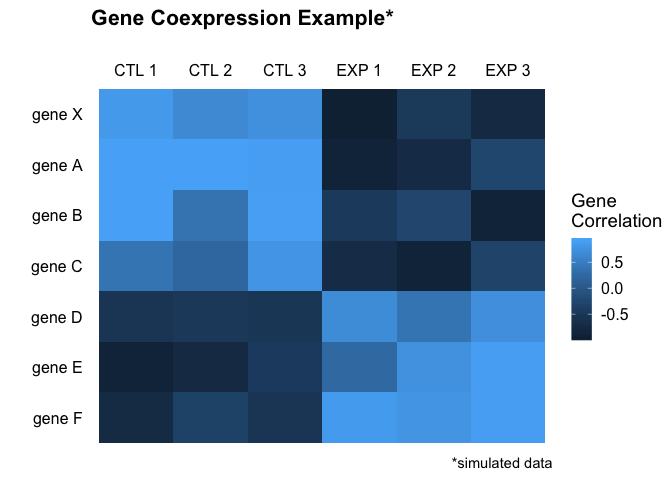 Gene Coexpression Example*
CTL 1 CTL 2 CTL 3 EXP 1 EXP 2 EXP 3
gene X
gene A
gene B
gene C
gene D
gene E
gene F
Gene
Correlation
0.5
0.0
-0.5
*simulated data